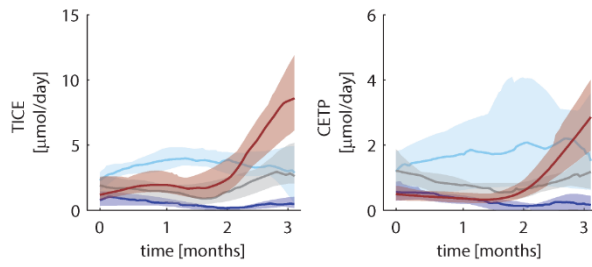 15
10
5
0
TICE
[μmol/day]
0 1 2 3
time [months]
6
4
2
0
CETP
[μmol/day]
0 1 2 3
time [months]